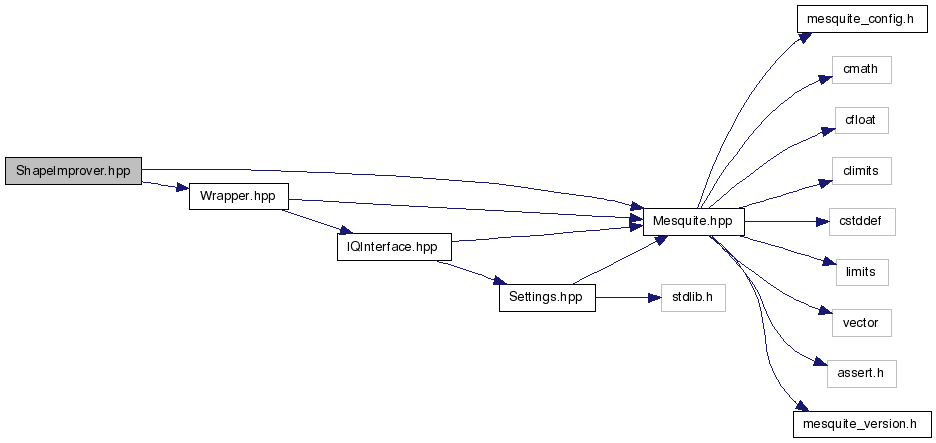 mesquite_config.h
cmath
cfloat
ShapeImprover.hpp
climits
Wrapper.hpp
Mesquite.hpp
cstddef
IQInterface.hpp
limits
Settings.hpp
stdlib.h
vector
assert.h
mesquite_version.h